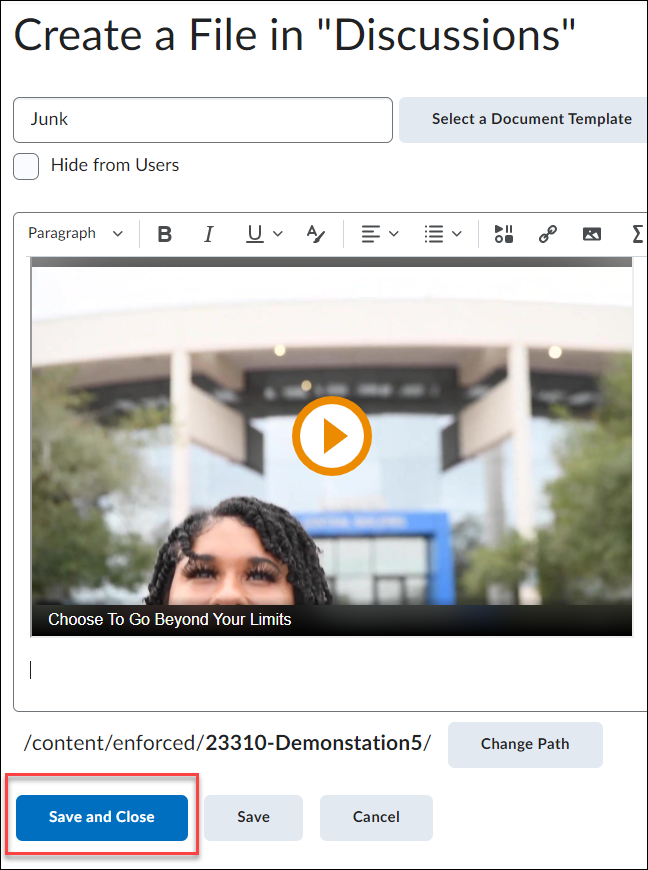 Create a File in "Discussions"
Junk
Select a Document Template
Hide from Users
Paragraph B I U A Σ
Choose To Go Beyond Your Limits
/content/enforced/23310-Demonstation5/
Change Path
Save and Close Save Cancel